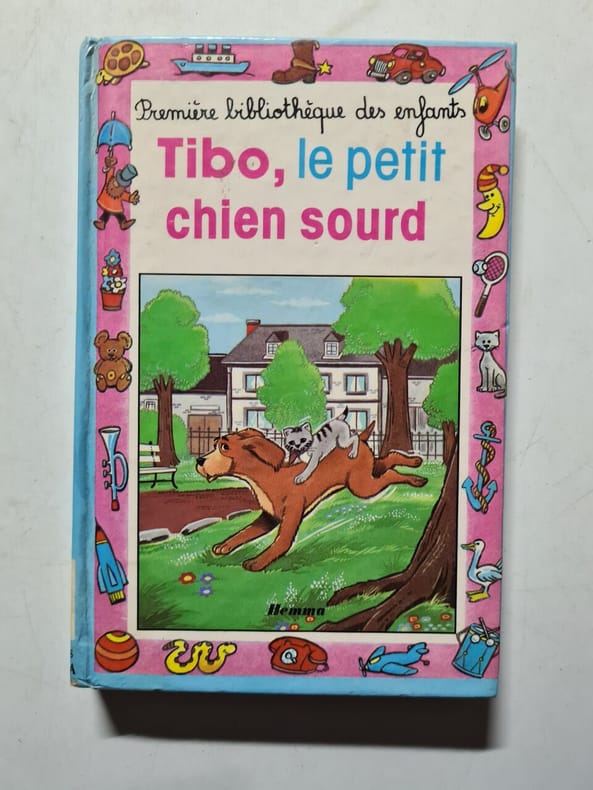 Première bibliothèque des enfants
Tibo, le petit
chien sourd
Hemma